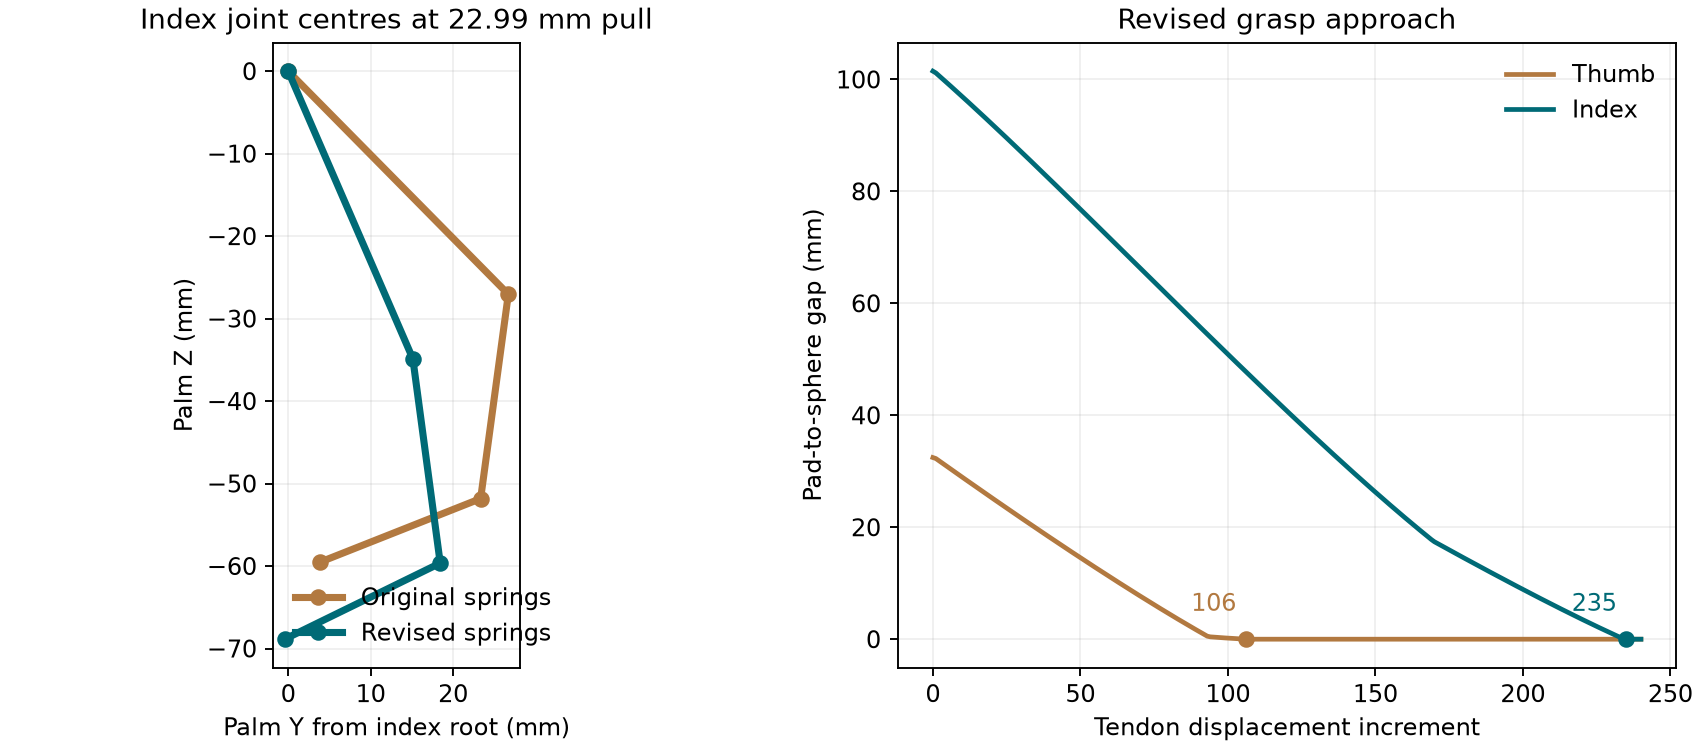 Index joint centres at 22.99 mm pull
Palm Z (mm)
0
−10
−20
−30
−40
−50
−60
−70
Original springs
Revised springs
0 10 20
Palm Y from index root (mm)
Revised grasp approach
Pad-to-sphere gap (mm)
100
80
60
40
20
0
Thumb
Index
106
235
0 50 100 150 200 250
Tendon displacement increment